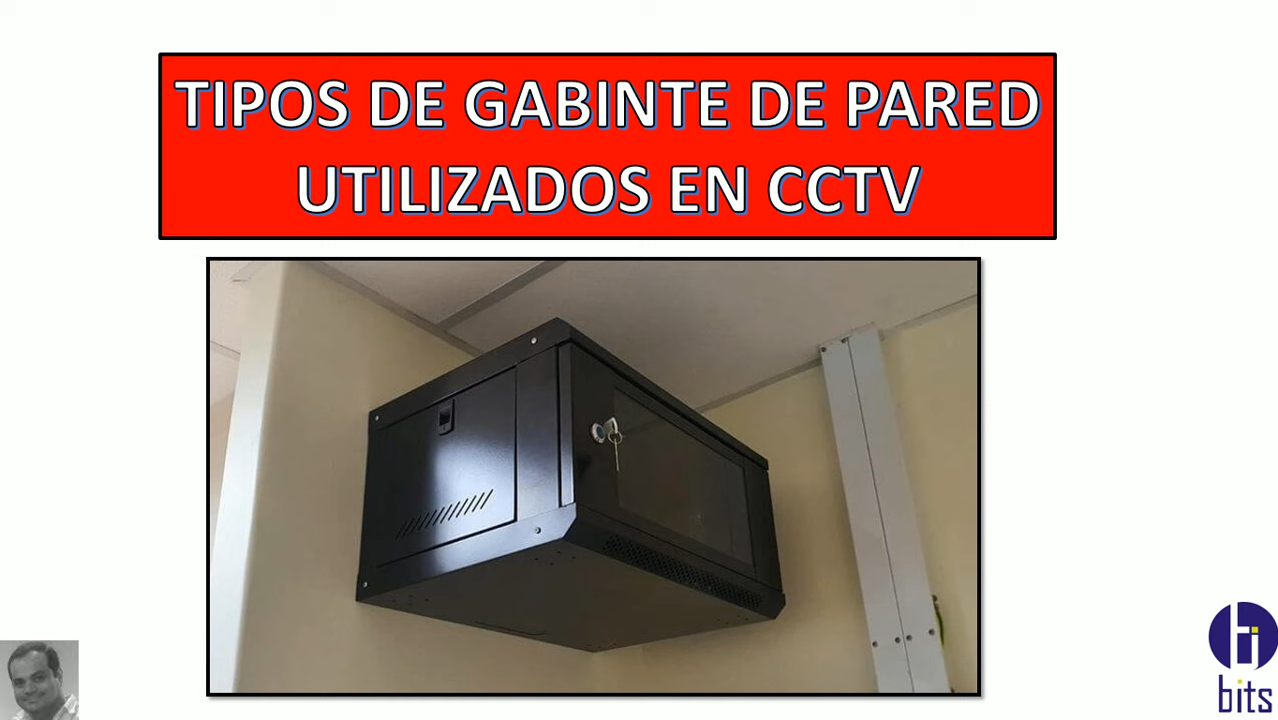 TIPOS DE GABINTE DE PARED
UTILIZADOS EN CCTV
bits